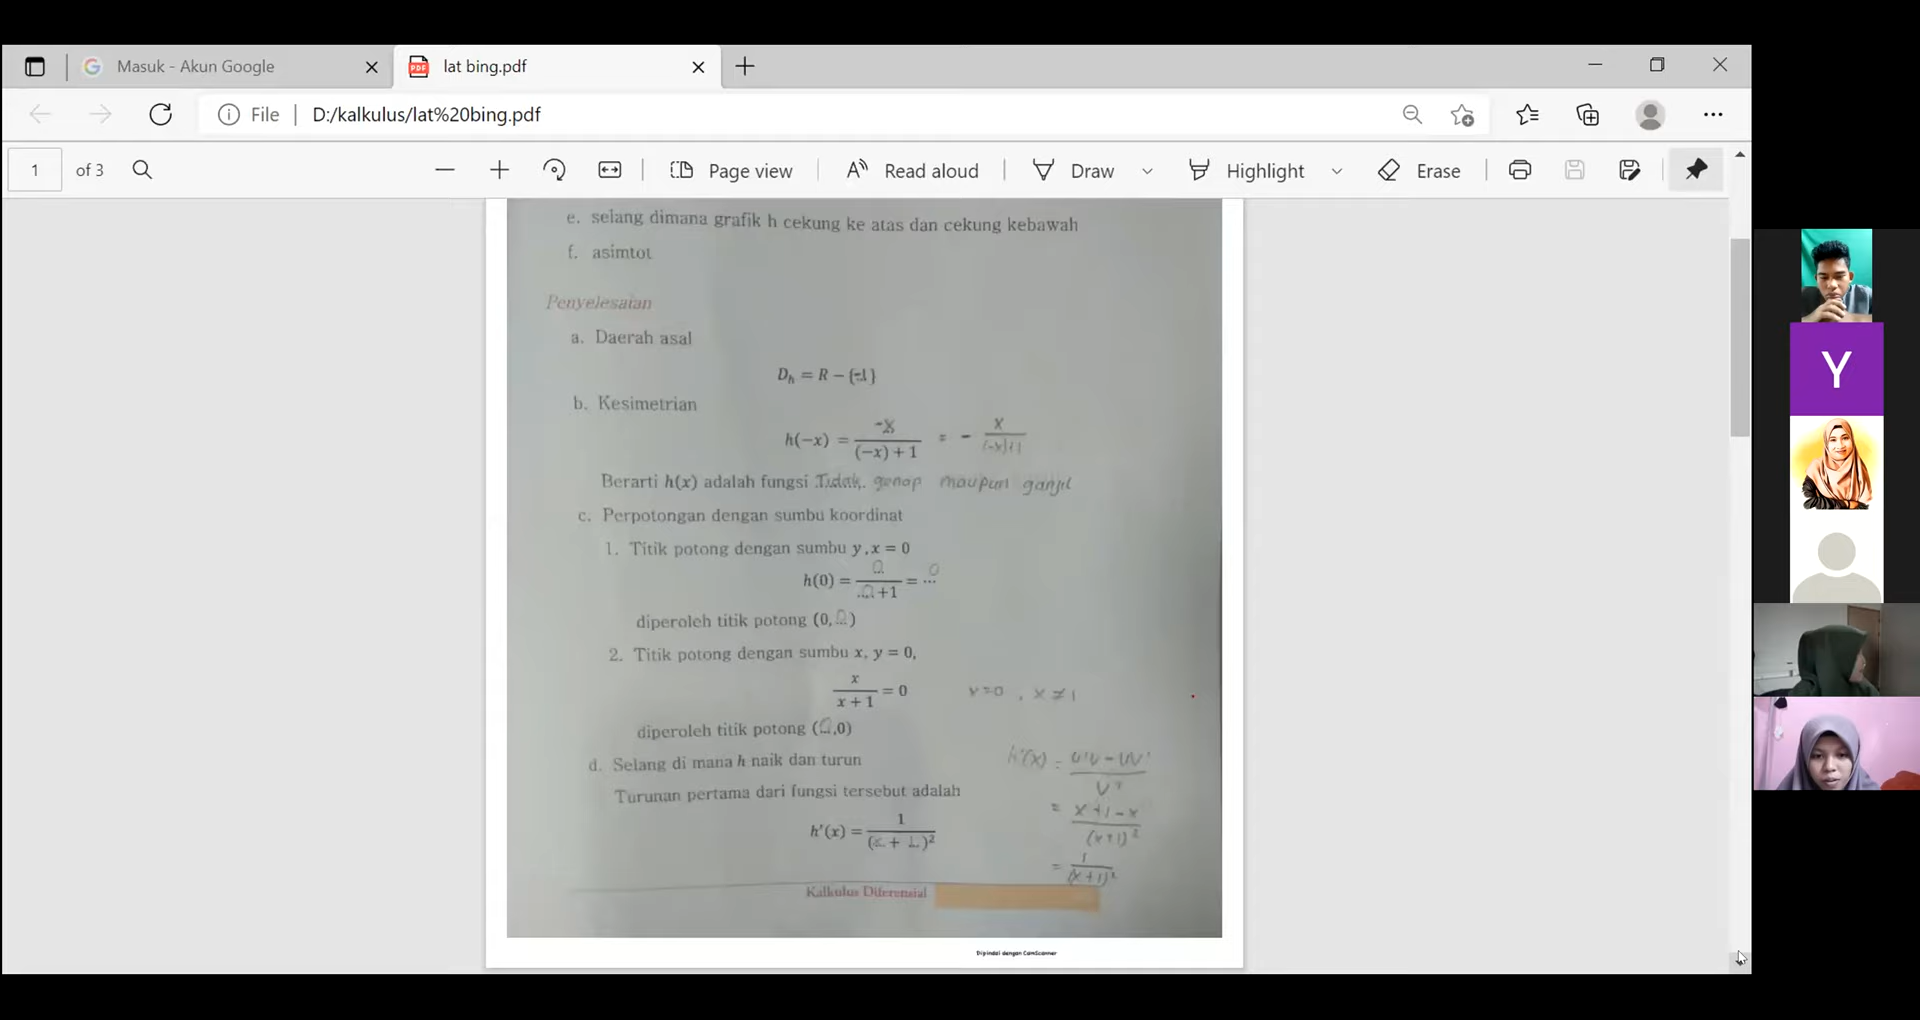 Masuk - Akun Google
lat bing.pdf
File
D:/kalkulus/lat%20bing.pdf
1 of 3
Page view
Read aloud
Draw
Highlight
Erase
e. selang dimana grafik h cekung ke atas dan cekung kebawah
f. asimtot
Penyelesaian
a. Daerah asal
Dₕ = R − {-1}
b. Kesimetrian
h(−x) = -x / (−x) + 1 = - x / (-x)+1
Berarti h(x) adalah fungsi Tidak genap maupun ganjil
c. Perpotongan dengan sumbu koordinat
1. Titik potong dengan sumbu y, x = 0
h(0) = 0 / 0 + 1 = ... 0
diperoleh titik potong (0, 0)
2. Titik potong dengan sumbu x, y = 0,
x / x + 1 = 0 x=0, x ≠ 1
diperoleh titik potong (0,0)
d. Selang di mana h naik dan turun
Turunan pertama dari fungsi tersebut adalah
h'(x) = 1 / (x + 1)²
h'(x) = u'v - uv' / v²
= x + 1 - x / (x+1)²
= 1 / (x+1)²
Kalkulus Diferensial
Dipindai dengan CamScanner
Y